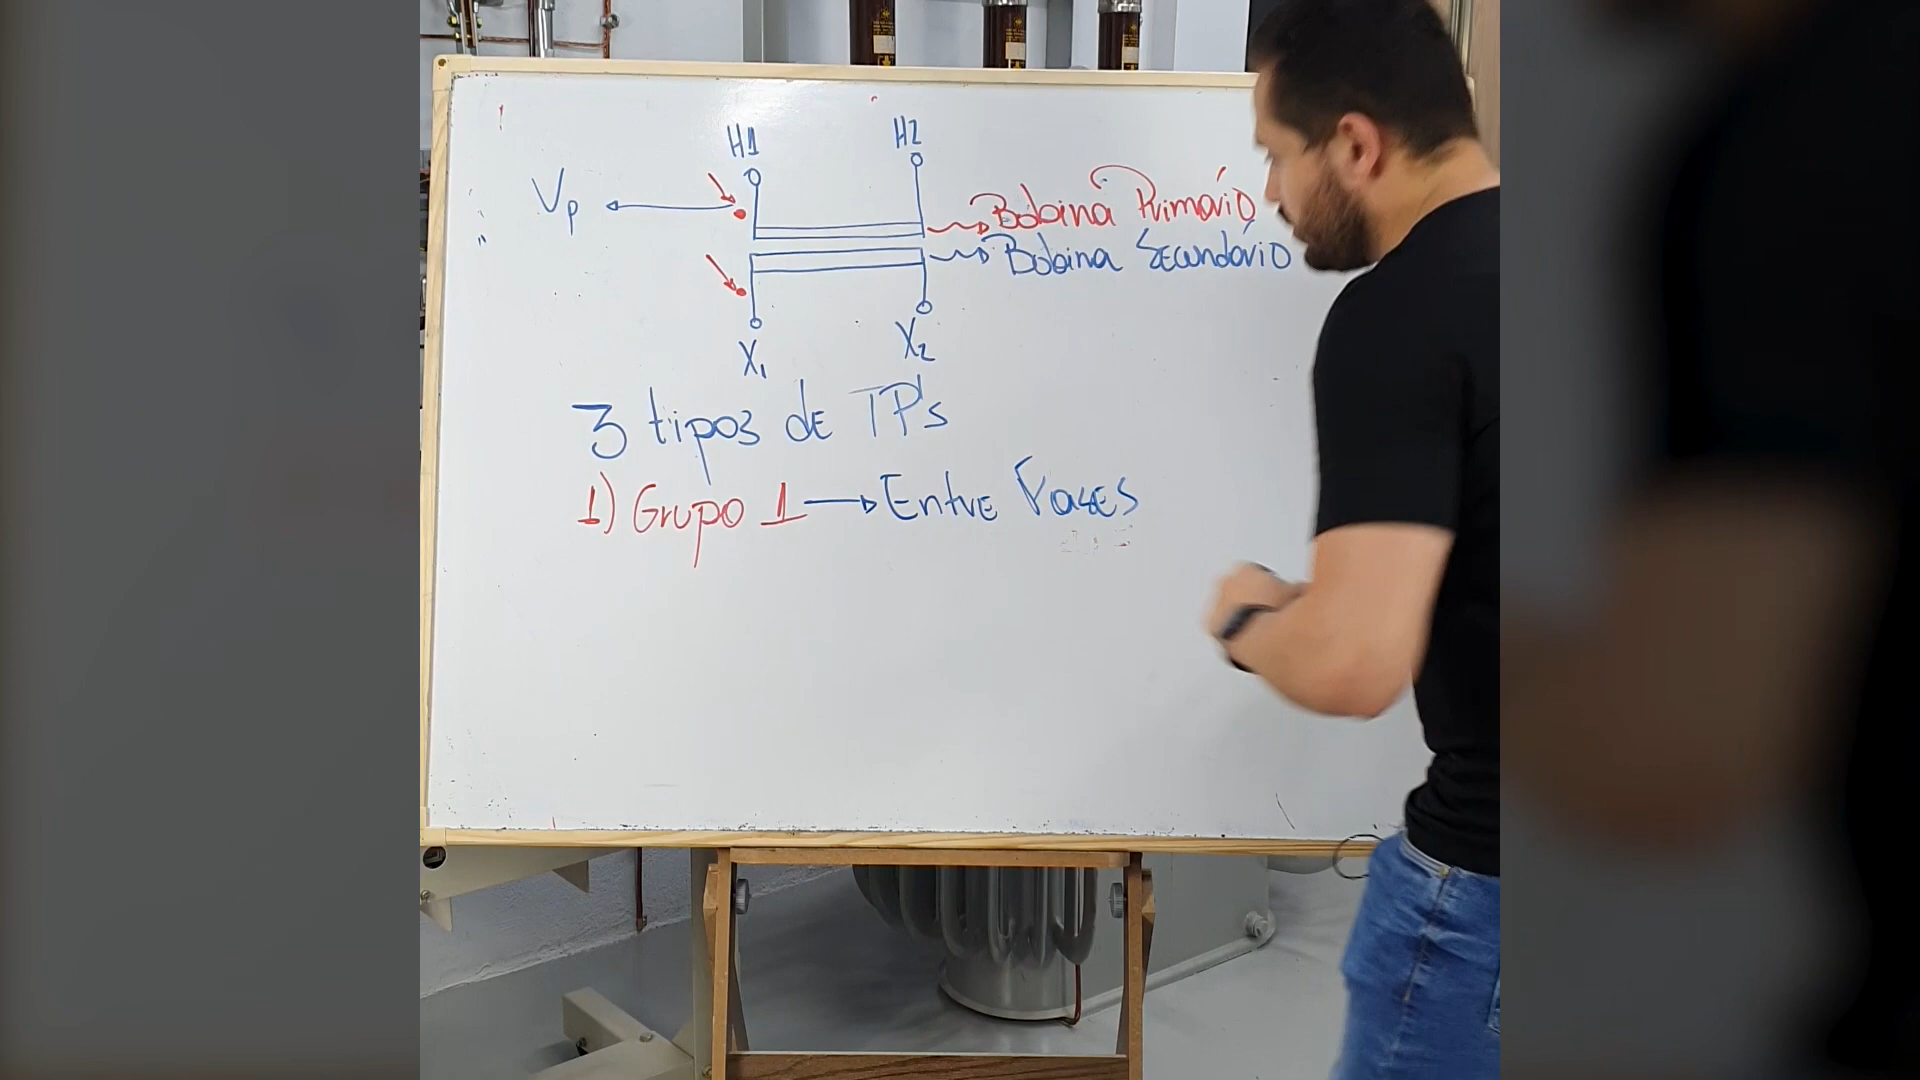 H1 H2
Vp
Bobina Primário
Bobina Secundário
X1 X2
3 tipos de TP's
1) Grupo 1 → Entre Fases